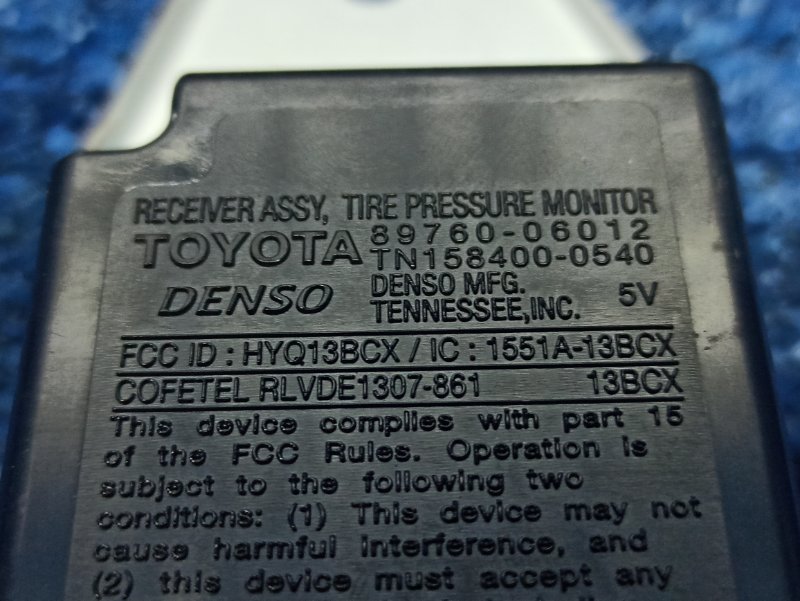 RECEIVER ASSY, TIRE PRESSURE MONITOR
TOYOTA 89760-06012
TN158400-0540
DENSO DENSO MFG. TENNESSEE,INC. 5V
FCC ID : HYQ13BCX / IC : 1551A-13BCX
COFETEL RLVDE1307-861 13BCX
This device complies with part 15
of the FCC Rules. Operation is
subject to the following two
conditions: (1) This device may not
cause harmful interference, and
(2) this device must accept any